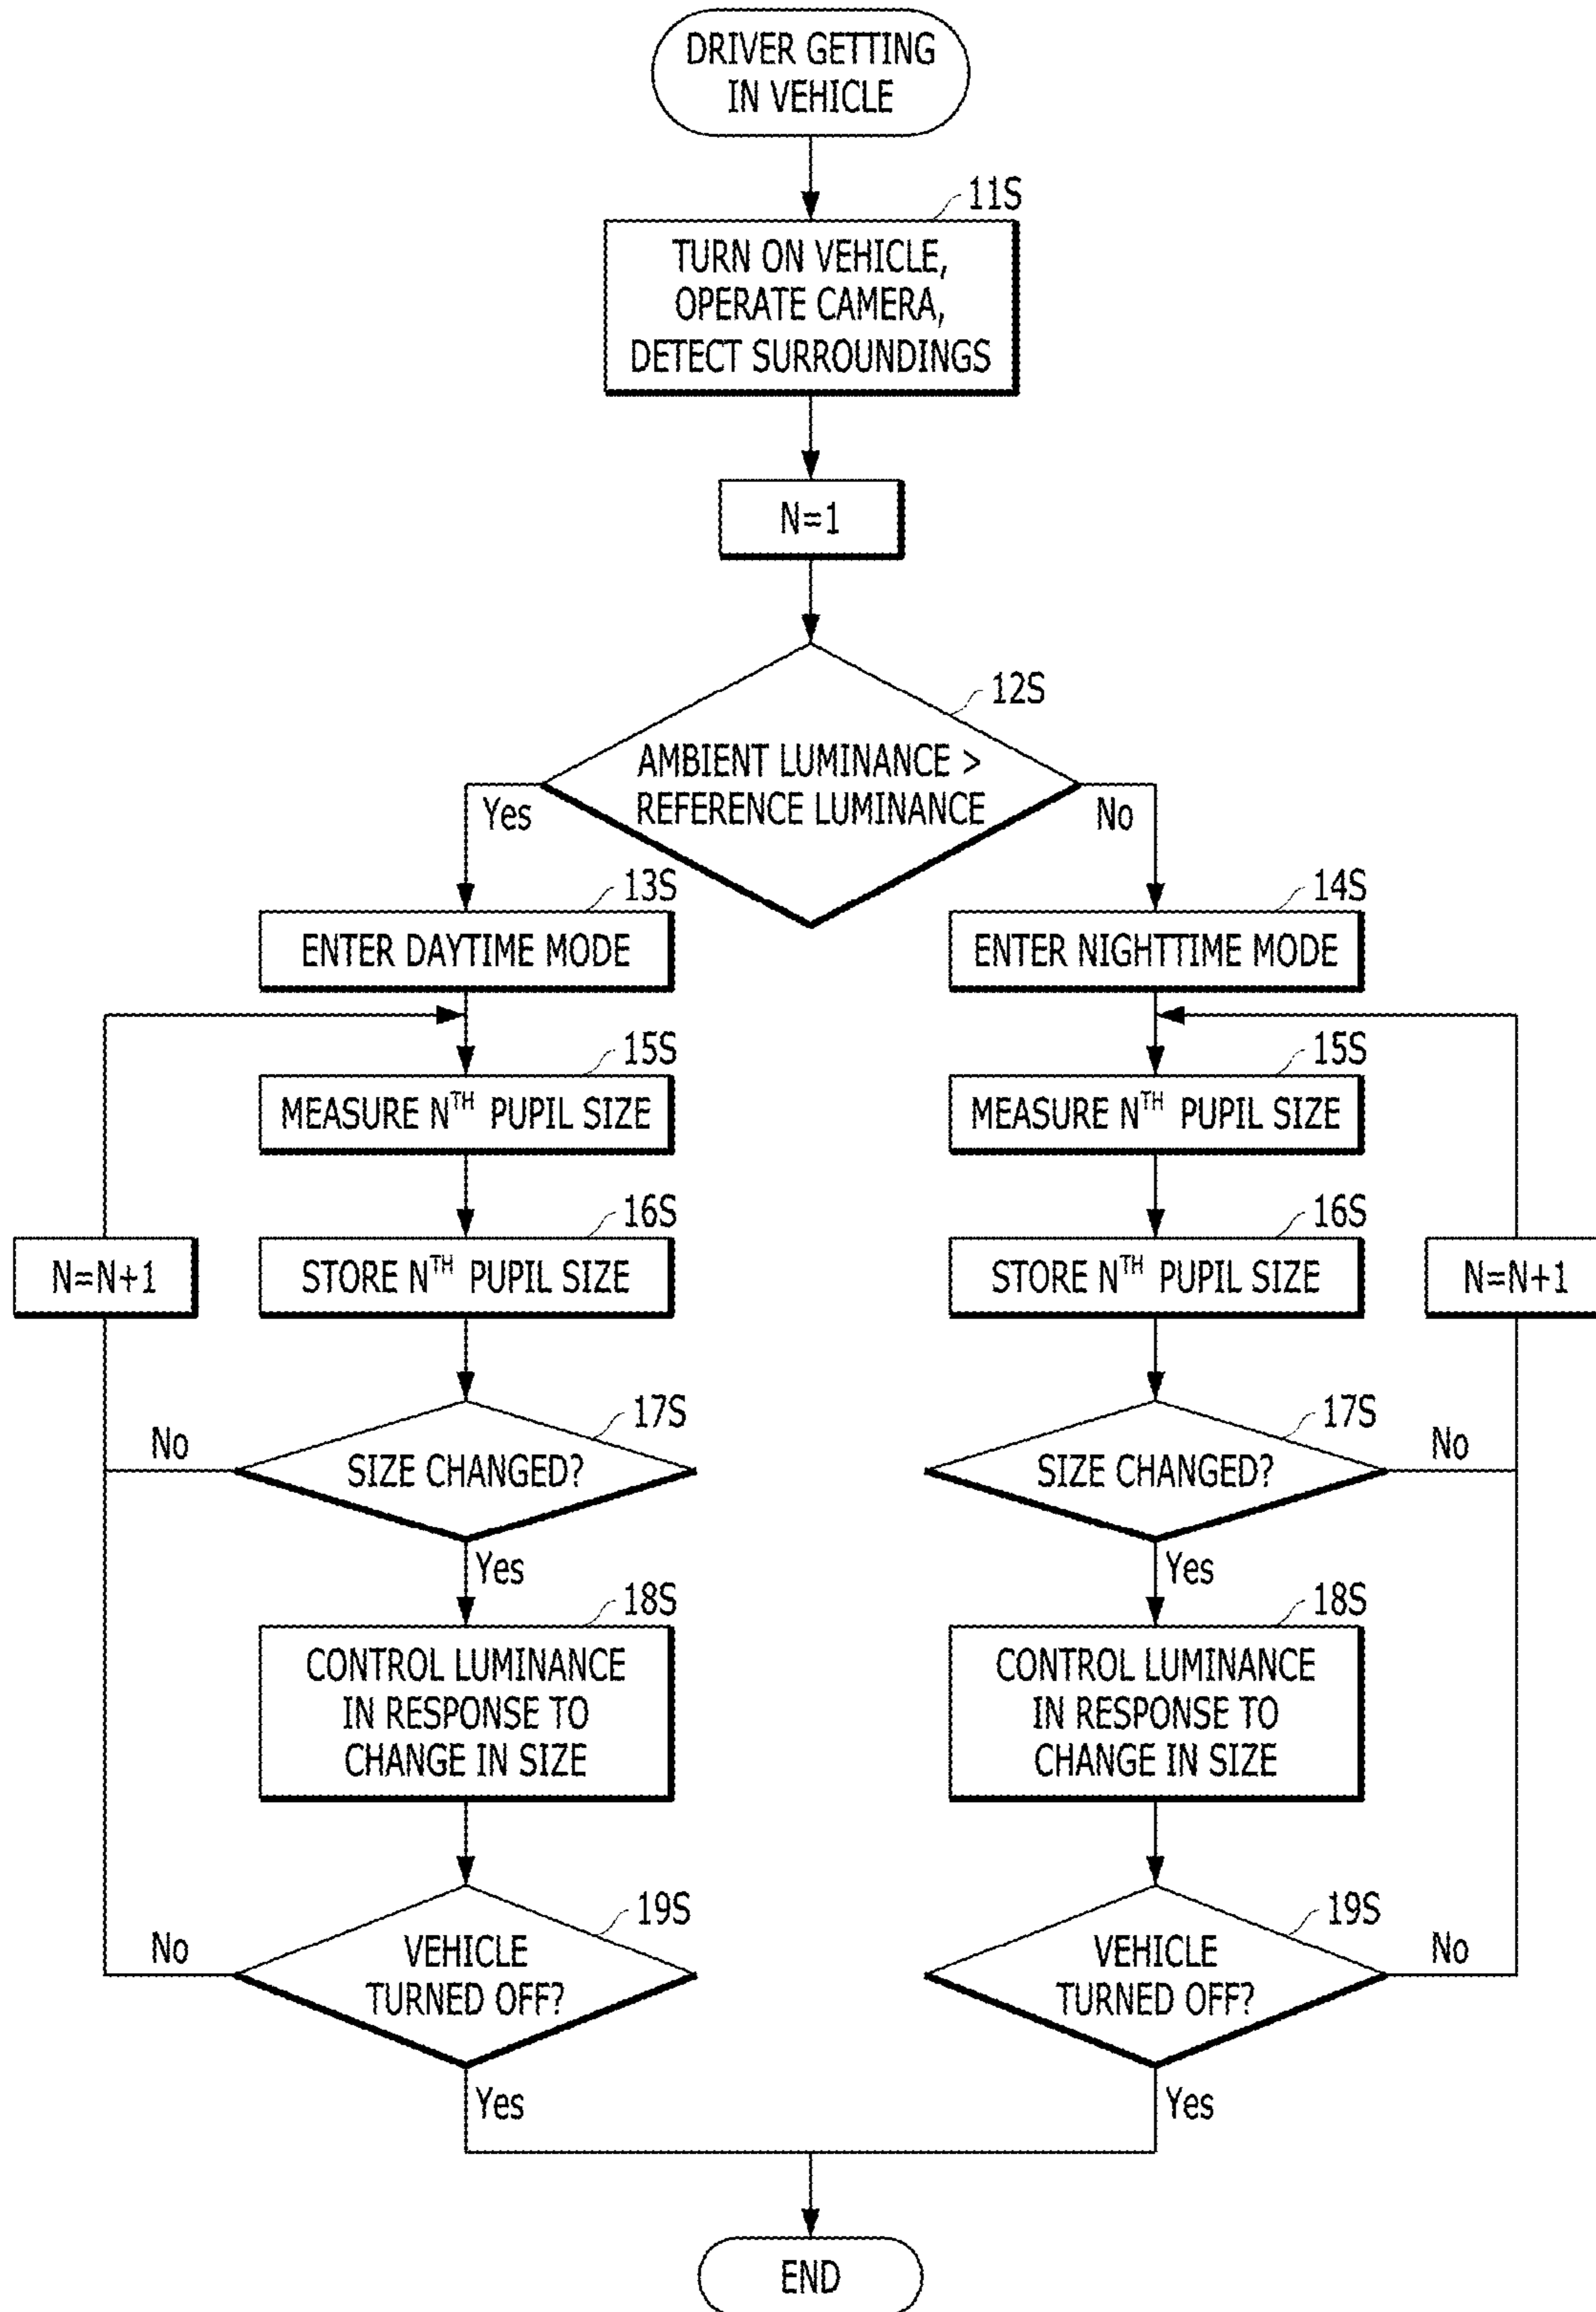 DRIVER GETTING
IN VEHICLE
11S
TURN ON VEHICLE,
OPERATE CAMERA,
DETECT SURROUNDINGS
N=1
12S
AMBIENT LUMINANCE >
REFERENCE LUMINANCE
Yes
No
13S
ENTER DAYTIME MODE
14S
ENTER NIGHTTIME MODE
15S
MEASURE Nᵀᴴ PUPIL SIZE
15S
MEASURE Nᵀᴴ PUPIL SIZE
16S
N=N+1
STORE Nᵀᴴ PUPIL SIZE
16S
STORE Nᵀᴴ PUPIL SIZE
N=N+1
17S
No
SIZE CHANGED?
Yes
17S
SIZE CHANGED?
No
Yes
18S
CONTROL LUMINANCE
IN RESPONSE TO
CHANGE IN SIZE
18S
CONTROL LUMINANCE
IN RESPONSE TO
CHANGE IN SIZE
19S
No
VEHICLE
TURNED OFF?
Yes
19S
VEHICLE
TURNED OFF?
No
Yes
END